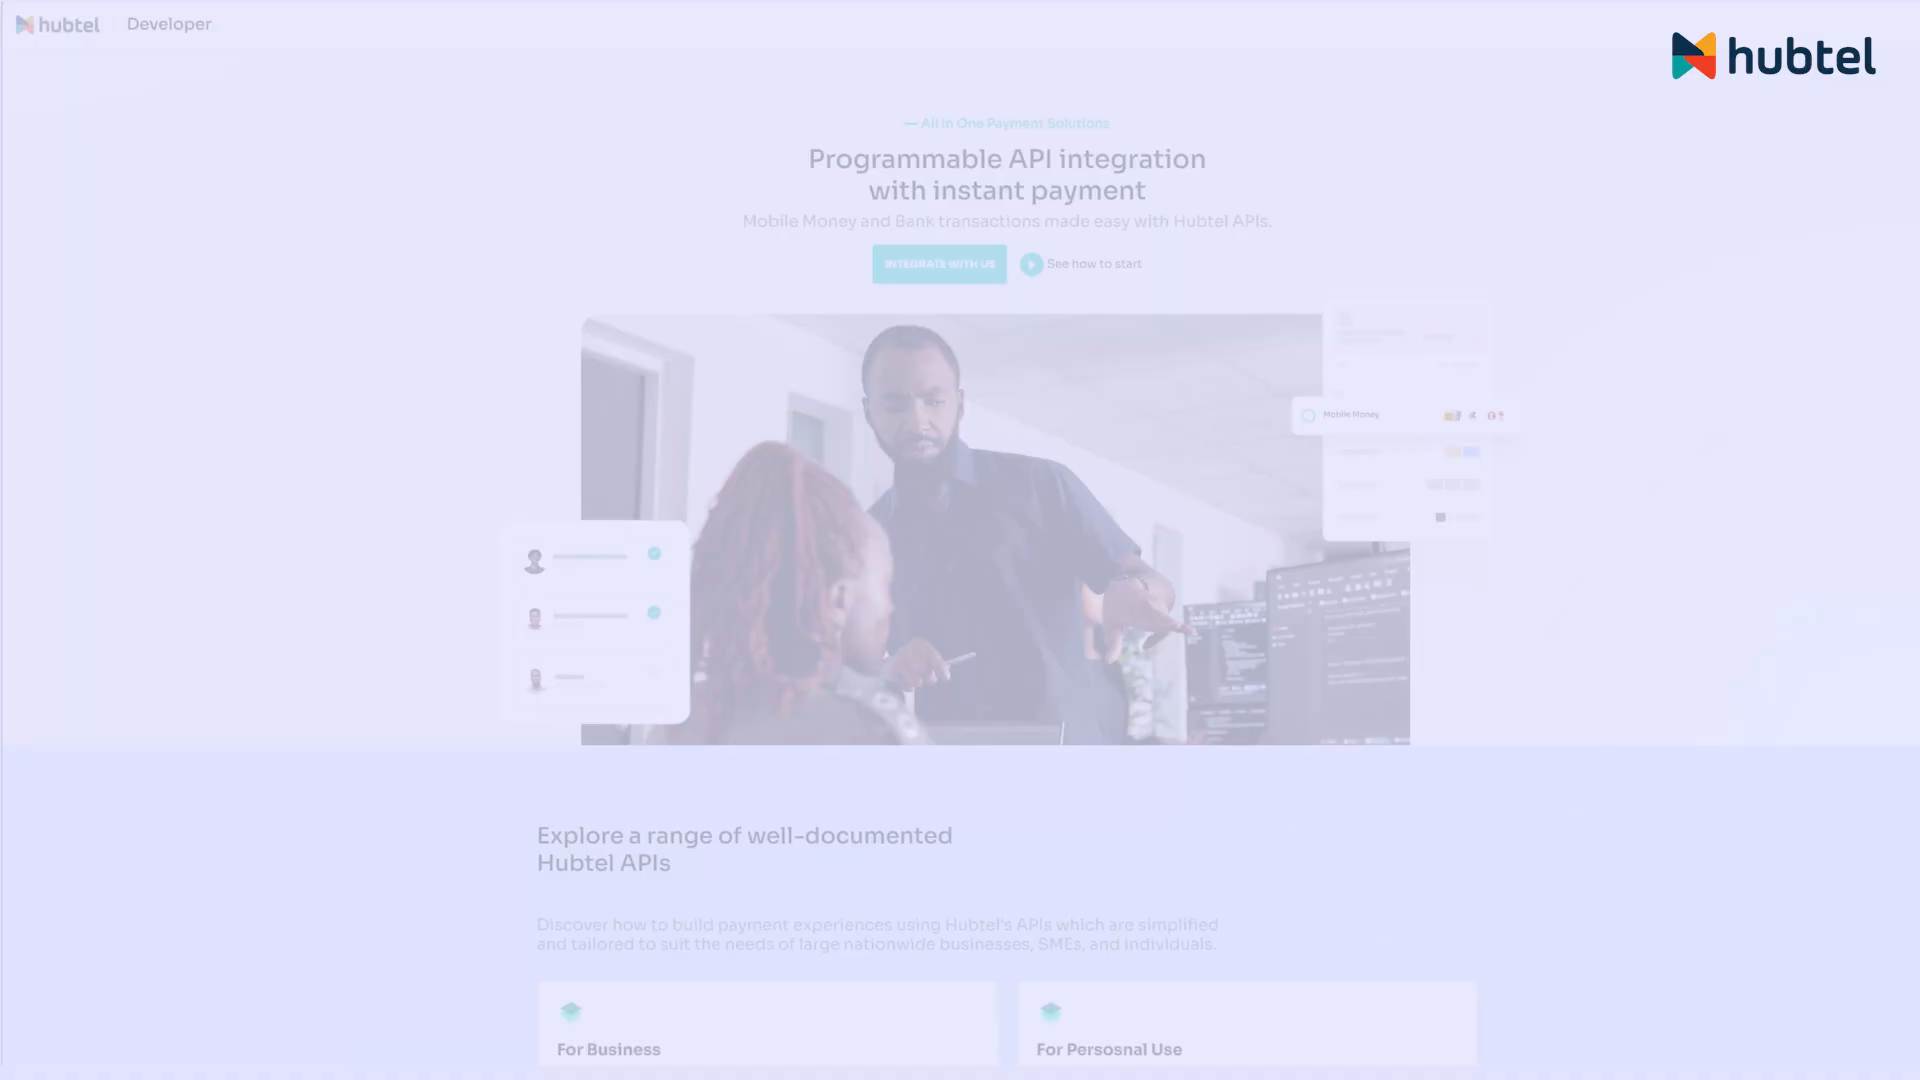 hubtel Developer
hubtel
— All in One Payment Solutions
Programmable API integration
with instant payment
Mobile Money and Bank transactions made easy with Hubtel APIs.
INTEGRATE WITH US
See how to start
Mobile Money
Explore a range of well-documented
Hubtel APIs
Discover how to build payment experiences using Hubtel's APIs which are simplified
and tailored to suit the needs of large nationwide businesses, SMEs, and individuals.
For Business
For Persosnal Use